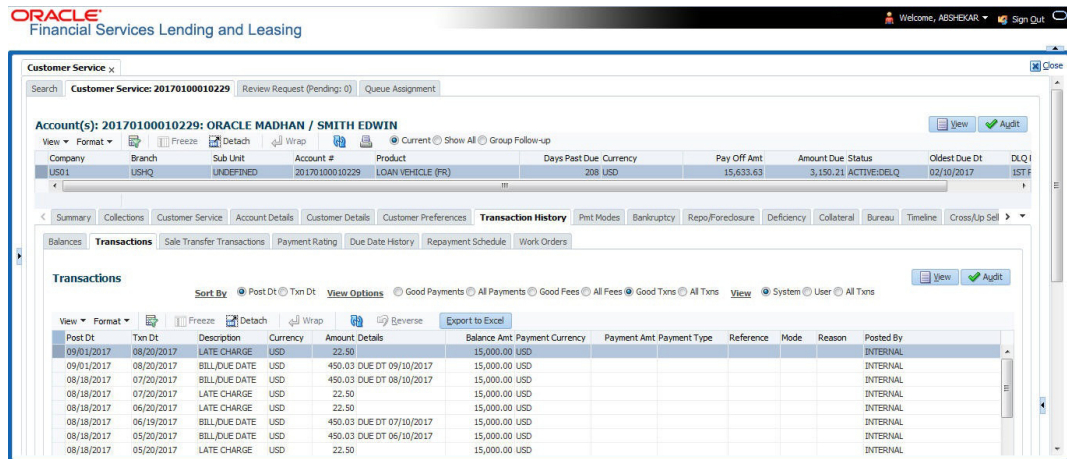 ORACLE
Financial Services Lending and Leasing
Welcome, ABSHEKAR Sign Out
Customer Service x
Close
Search Customer Service: 20170100010229 Review Request (Pending: 0) Queue Assignment
Account(s): 20170100010229: ORACLE MADHAN / SMITH EDWIN
View Audit
View Format Freeze Detach Wrap Current Show All Group Follow-up
Company Branch Sub Unit Account # Product Days Past Due Currency Pay Off Amt Amount Due Status Oldest Due Dt DLQ
US01 USHQ UNDEFINED 20170100010229 LOAN VEHICLE (FR) 208 USD 15,633.63 3,150.21 ACTIVE:DELQ 02/10/2017 1ST
Summary Collections Customer Service Account Details Customer Details Customer Preferences Transaction History Pmt Modes Bankruptcy Repo/Foreclosure Deficiency Collateral Bureau Timeline Cross/Up Sell
Balances Transactions Sale Transfer Transactions Payment Rating Due Date History Repayment Schedule Work Orders
Transactions
View Audit
Sort By Post Dt Txn Dt View Options Good Payments All Payments Good Fees All Fees Good Txns All Txns View System User All Txns
View Format Freeze Detach Wrap Reverse Export to Excel
Post Dt Txn Dt Description Currency Amount Details Balance Amt Payment Currency Payment Amt Payment Type Reference Mode Reason Posted By
09/01/2017 08/20/2017 LATE CHARGE USD 22.50 15,000.00 USD INTERNAL
09/01/2017 08/20/2017 BILL/DUE DATE USD 450.03 DUE DT 09/10/2017 15,000.00 USD INTERNAL
08/18/2017 07/20/2017 BILL/DUE DATE USD 450.03 DUE DT 08/10/2017 15,000.00 USD INTERNAL
08/18/2017 07/20/2017 LATE CHARGE USD 22.50 15,000.00 USD INTERNAL
08/18/2017 06/20/2017 LATE CHARGE USD 22.50 15,000.00 USD INTERNAL
08/18/2017 06/19/2017 BILL/DUE DATE USD 450.03 DUE DT 07/10/2017 15,000.00 USD INTERNAL
08/18/2017 05/20/2017 BILL/DUE DATE USD 450.03 DUE DT 06/10/2017 15,000.00 USD INTERNAL
08/18/2017 05/20/2017 LATE CHARGE USD 22.50 15,000.00 USD INTERNAL